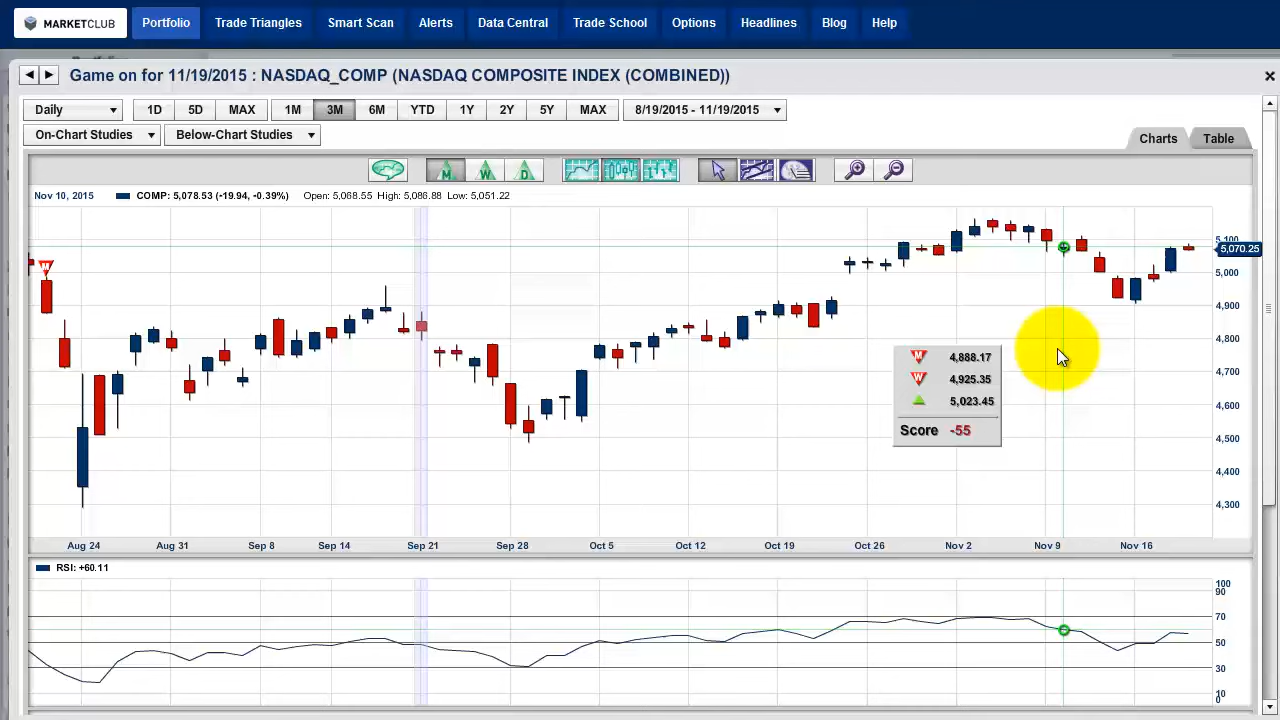 MARKETCLUB Portfolio Trade Triangles Smart Scan Alerts Data Central Trade School Options Headlines Blog Help
Game on for 11/19/2015 : NASDAQ_COMP (NASDAQ COMPOSITE INDEX (COMBINED))
Daily 1D 5D MAX 1M 3M 6M YTD 1Y 2Y 5Y MAX 8/19/2015 - 11/19/2015
On-Chart Studies Below-Chart Studies Charts Table
M W D
Nov 10, 2015 COMP: 5,078.53 (-19.94, -0.39%) Open: 5,068.55 High: 5,086.88 Low: 5,051.22
5,100
5,070.25
W
5,000
4,900
4,800
M 4,888.17
4,700
W 4,925.35
5,023.45
4,600
Score -55
4,500
4,400
4,300
Aug 24 Aug 31 Sep 8 Sep 14 Sep 21 Sep 28 Oct 5 Oct 12 Oct 19 Oct 26 Nov 2 Nov 9 Nov 16
RSI: +60.11
100
90
70
50
30
10
0